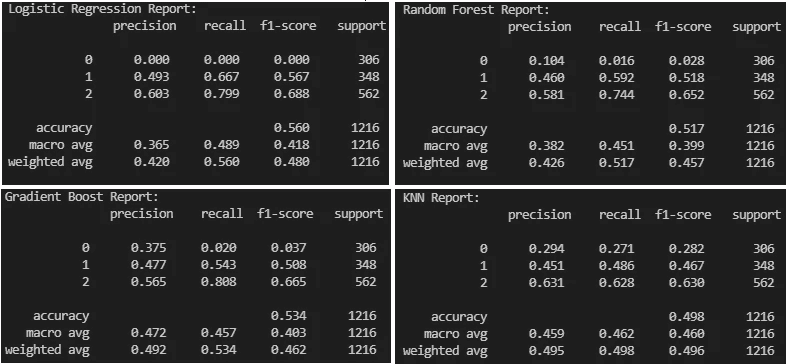 Logistic Regression Report:
precision recall f1-score support
0 0.000 0.000 0.000 306
1 0.493 0.667 0.567 348
2 0.603 0.799 0.688 562
accuracy 0.560 1216
macro avg 0.365 0.489 0.418 1216
weighted avg 0.420 0.560 0.480 1216
Random Forest Report:
precision recall f1-score support
0 0.104 0.016 0.028 306
1 0.460 0.592 0.518 348
2 0.581 0.744 0.652 562
accuracy 0.517 1216
macro avg 0.382 0.451 0.399 1216
weighted avg 0.426 0.517 0.457 1216
Gradient Boost Report:
precision recall f1-score support
0 0.375 0.020 0.037 306
1 0.477 0.543 0.508 348
2 0.565 0.808 0.665 562
accuracy 0.534 1216
macro avg 0.472 0.457 0.403 1216
weighted avg 0.492 0.534 0.462 1216
KNN Report:
precision recall f1-score support
0 0.294 0.271 0.282 306
1 0.451 0.486 0.467 348
2 0.631 0.628 0.630 562
accuracy 0.498 1216
macro avg 0.459 0.462 0.460 1216
weighted avg 0.495 0.498 0.496 1216